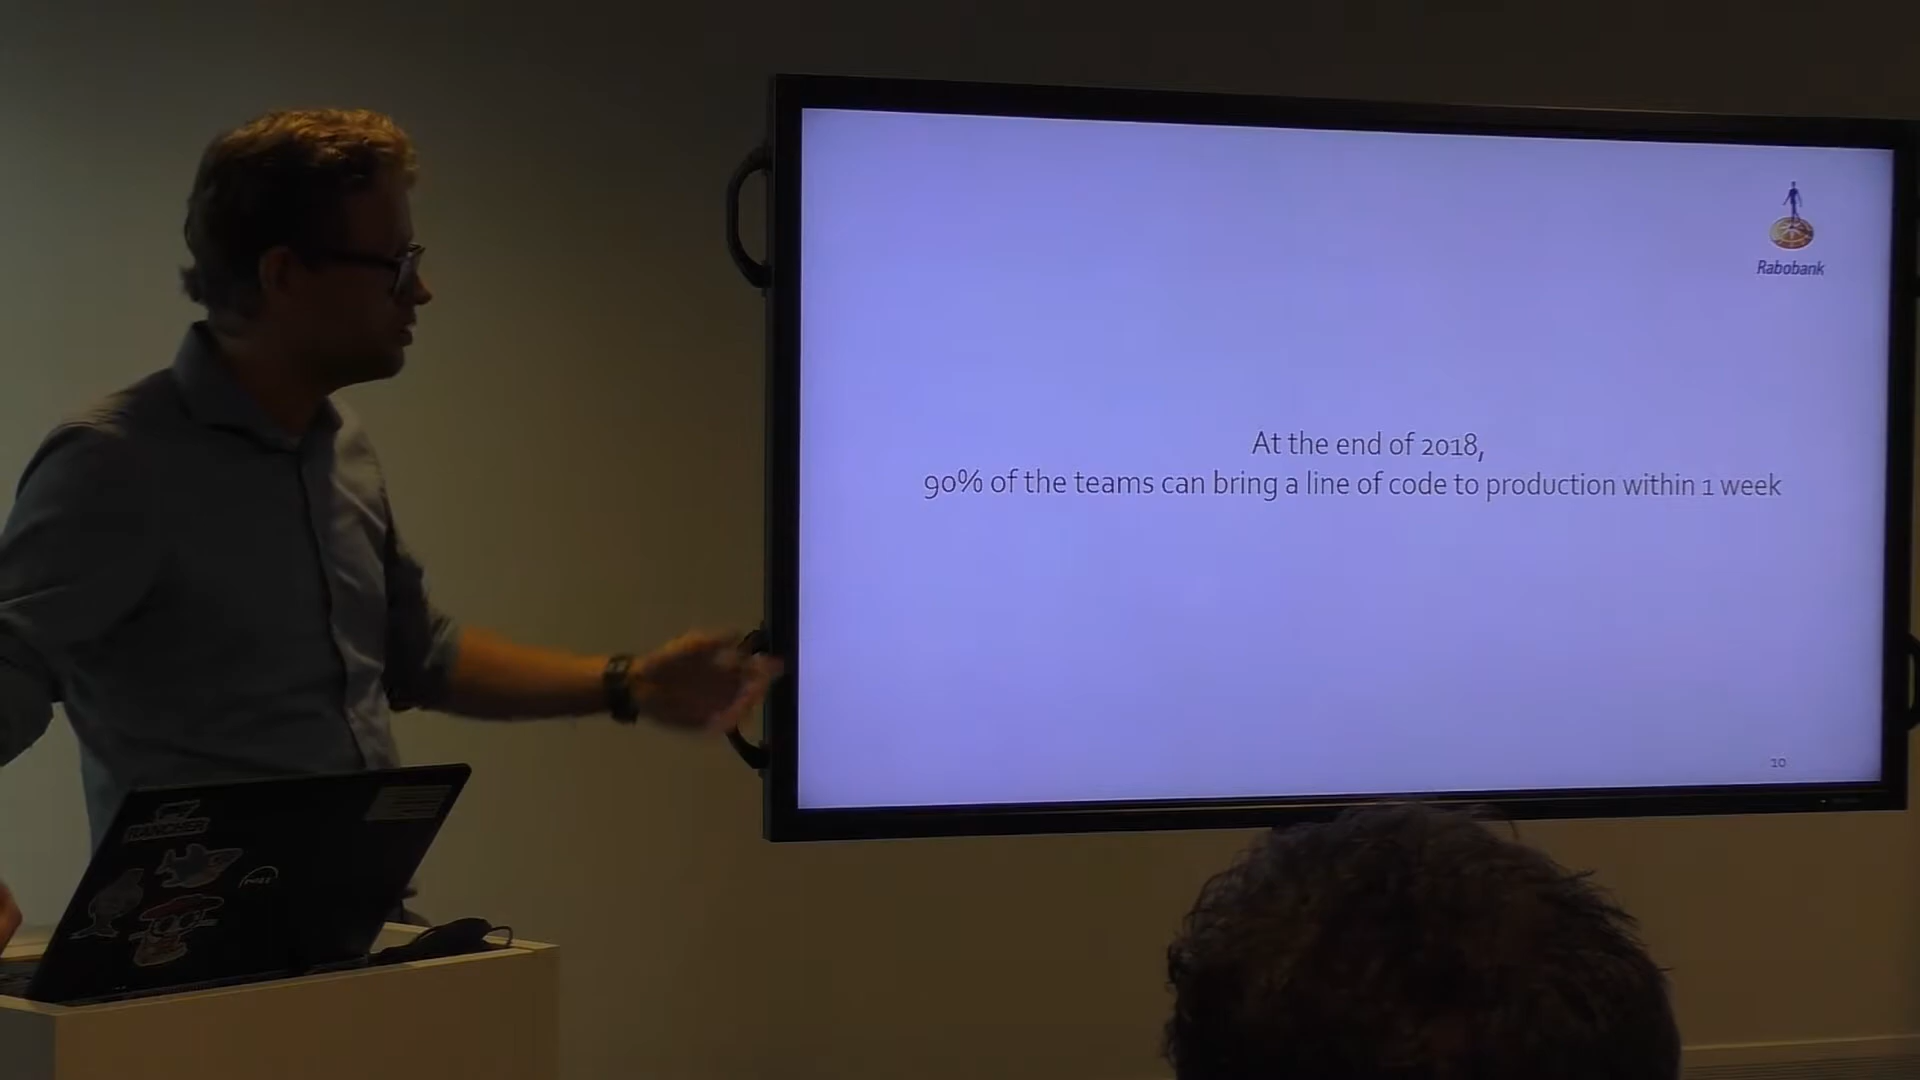 Rabobank
At the end of 2018,
90% of the teams can bring a line of code to production within 1 week
10
RANCHER